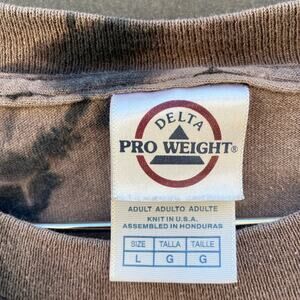 DELTA
PRO WEIGHT®
ADULT ADULTO ADULTE
KNIT IN U.S.A.
ASSEMBLED IN HONDURAS
SIZE TALLA TAILLE
L G G